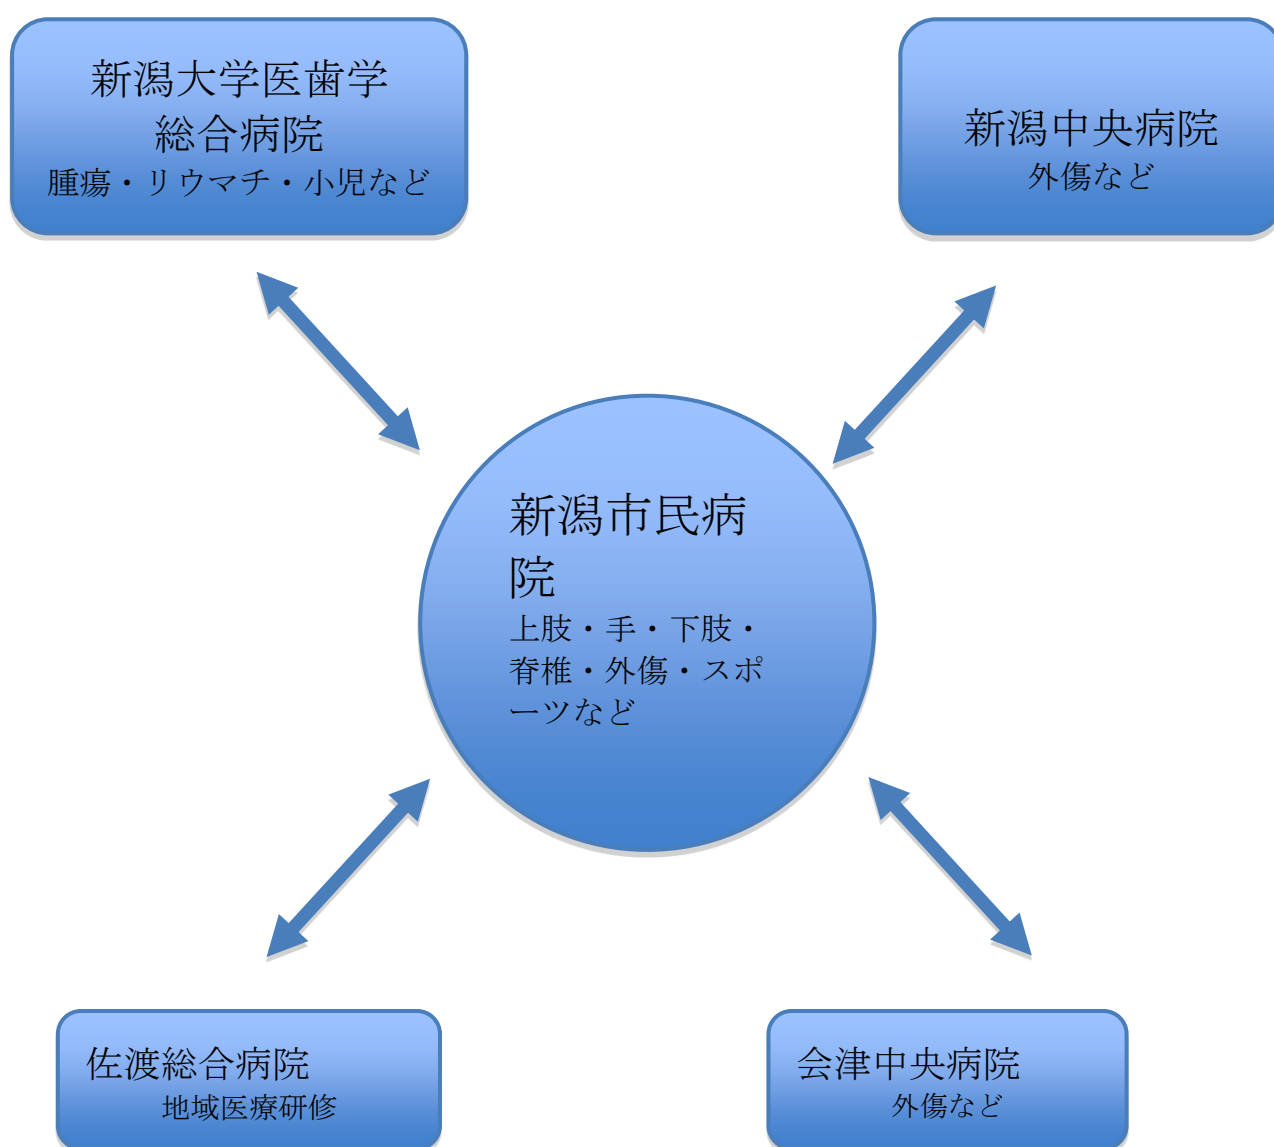 新潟大学医歯学
総合病院
腫瘍・リウマチ・小児など
新潟中央病院
外傷など
新潟市民病
院
上肢・手・下肢・
脊椎・外傷・スポ
ーツなど
佐渡総合病院
地域医療研修
会津中央病院
外傷など